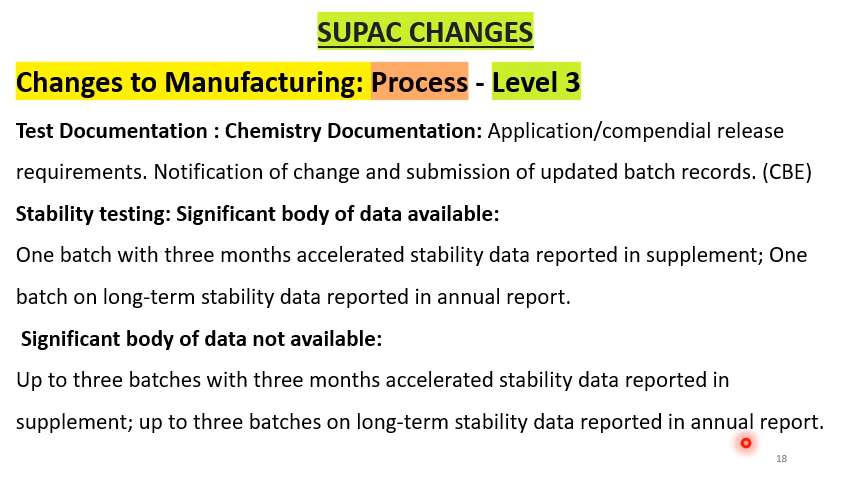 SUPAC CHANGES
Changes to Manufacturing: Process - Level 3
Test Documentation : Chemistry Documentation: Application/compendial release
requirements. Notification of change and submission of updated batch records. (CBE)
Stability testing: Significant body of data available:
One batch with three months accelerated stability data reported in supplement; One
batch on long-term stability data reported in annual report.
Significant body of data not available:
Up to three batches with three months accelerated stability data reported in
supplement; up to three batches on long-term stability data reported in annual report.
18